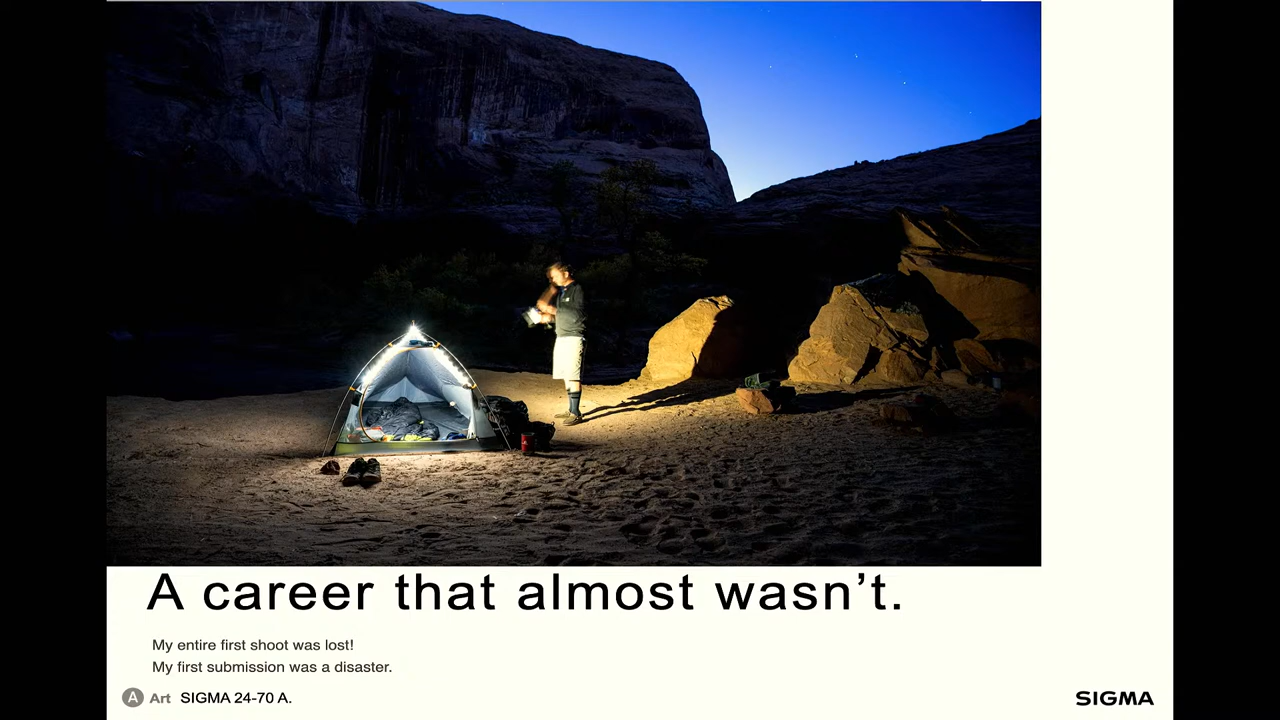 A career that almost wasn’t.
My entire first shoot was lost!
My first submission was a disaster.
A Art SIGMA 24-70 A.
SIGMA